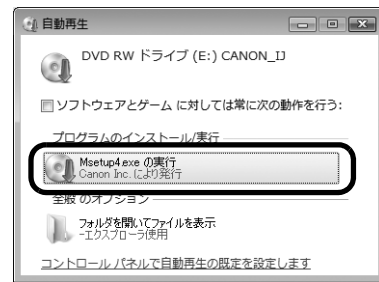 自動再生
DVD RW ドライブ (E:) CANON_IJ
ソフトウェアとゲーム に対しては常に次の動作を行う:
プログラムのインストール/実行
Msetup4.exe の実行
Canon Inc. により発行
全般 のオプション
フォルダを開いてファイルを表示
-エクスプローラ使用
コントロール パネルで自動再生の既定を設定します